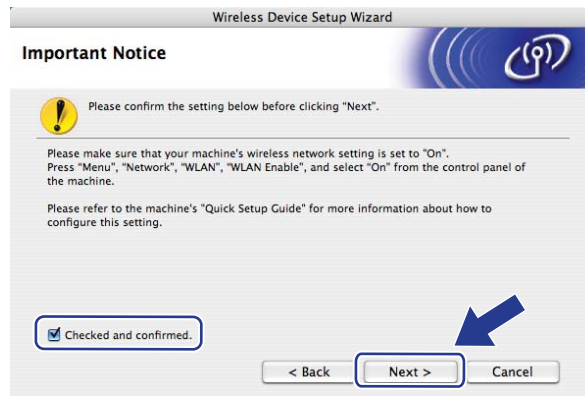 Wireless Device Setup Wizard
Important Notice
Please confirm the setting below before clicking “Next”.
Please make sure that your machine's wireless network setting is set to "On".
Press "Menu", "Network", "WLAN", "WLAN Enable", and select "On" from the control panel of
the machine.
Please refer to the machine's "Quick Setup Guide" for more information about how to
configure this setting.
Checked and confirmed.
< Back
Next >
Cancel